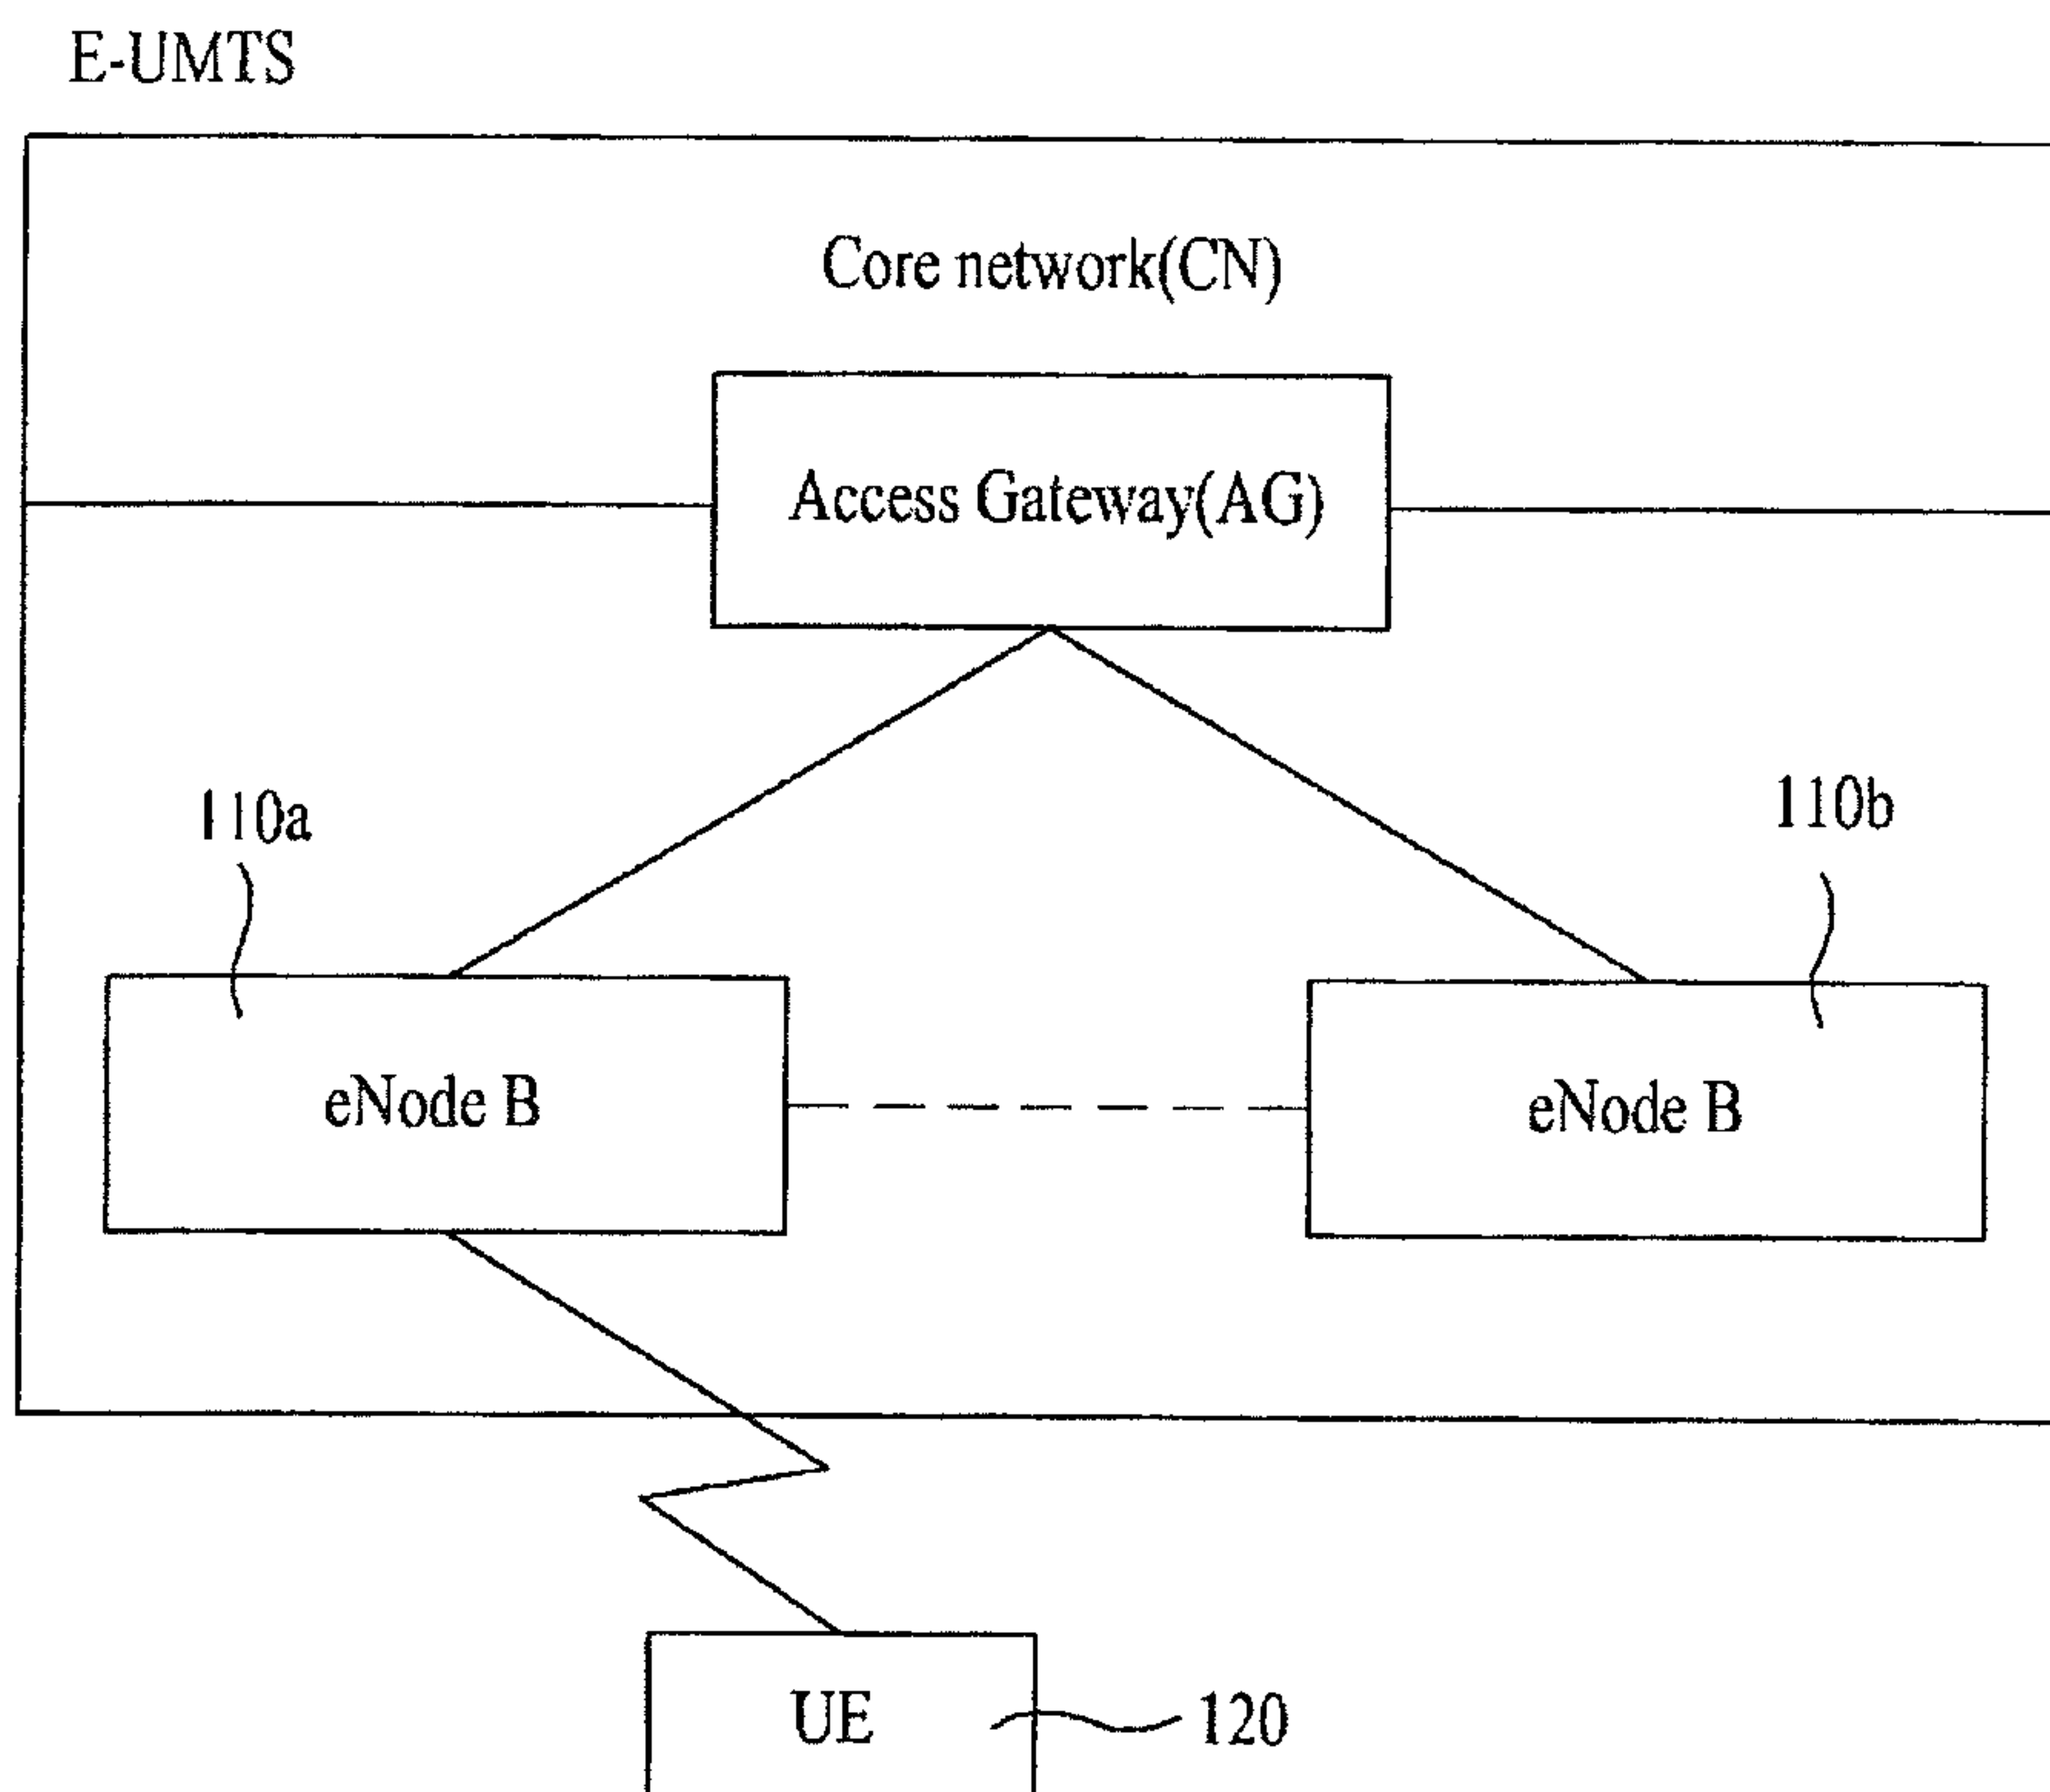 E-UMTS
Core network(CN)
Access Gateway(AG)
110a
110b
eNode B
eNode B
UE
120